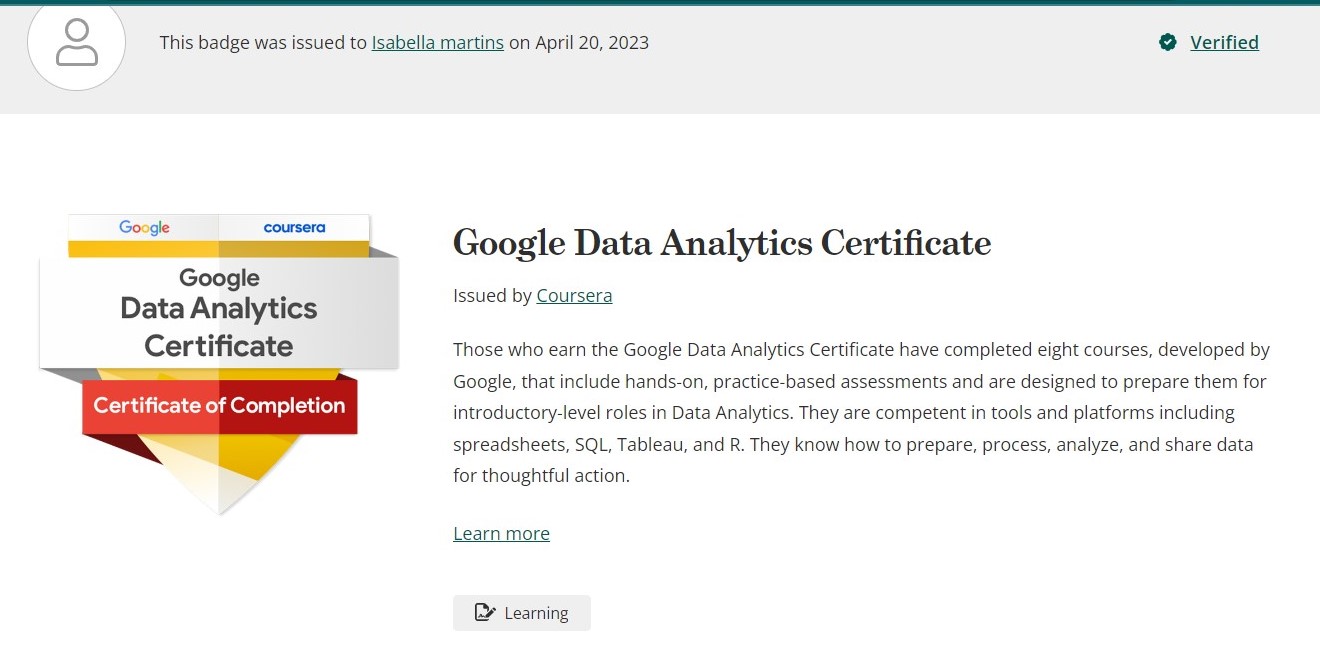 This badge was issued to Isabella martins on April 20, 2023
Verified
Google
coursera
Google
Data Analytics
Certificate
Certificate of Completion
Google Data Analytics Certificate
Issued by Coursera
Those who earn the Google Data Analytics Certificate have completed eight courses, developed by
Google, that include hands-on, practice-based assessments and are designed to prepare them for
introductory-level roles in Data Analytics. They are competent in tools and platforms including
spreadsheets, SQL, Tableau, and R. They know how to prepare, process, analyze, and share data
for thoughtful action.
Learn more
Learning